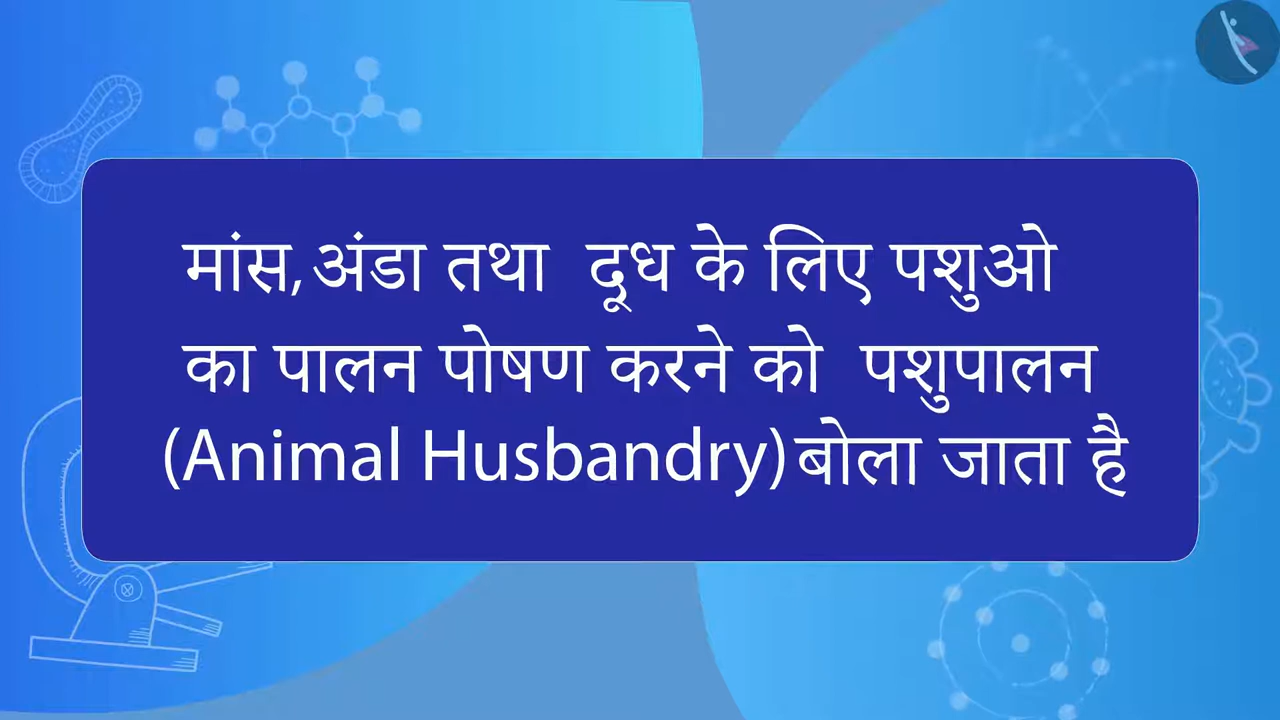 मांस,अंडा तथा दूध के लिए पशुओ
का पालन पोषण करने को पशुपालन
(Animal Husbandry)बोला जाता है